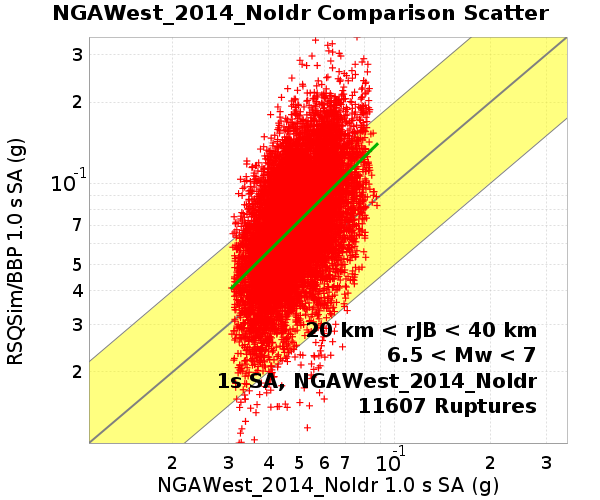 NGAWest_2014_NoIdr Comparison Scatter
3
2
10-1
7
5
4
3
2
RSQSim/BBP 1.0 s SA (g)
20 km < rJB < 40 km
6.5 < Mw < 7
1s SA, NGAWest_2014_NoIdr
11607 Ruptures
2 3 4 5 6 7 10-1 2 3
NGAWest_2014_NoIdr 1.0 s SA (g)